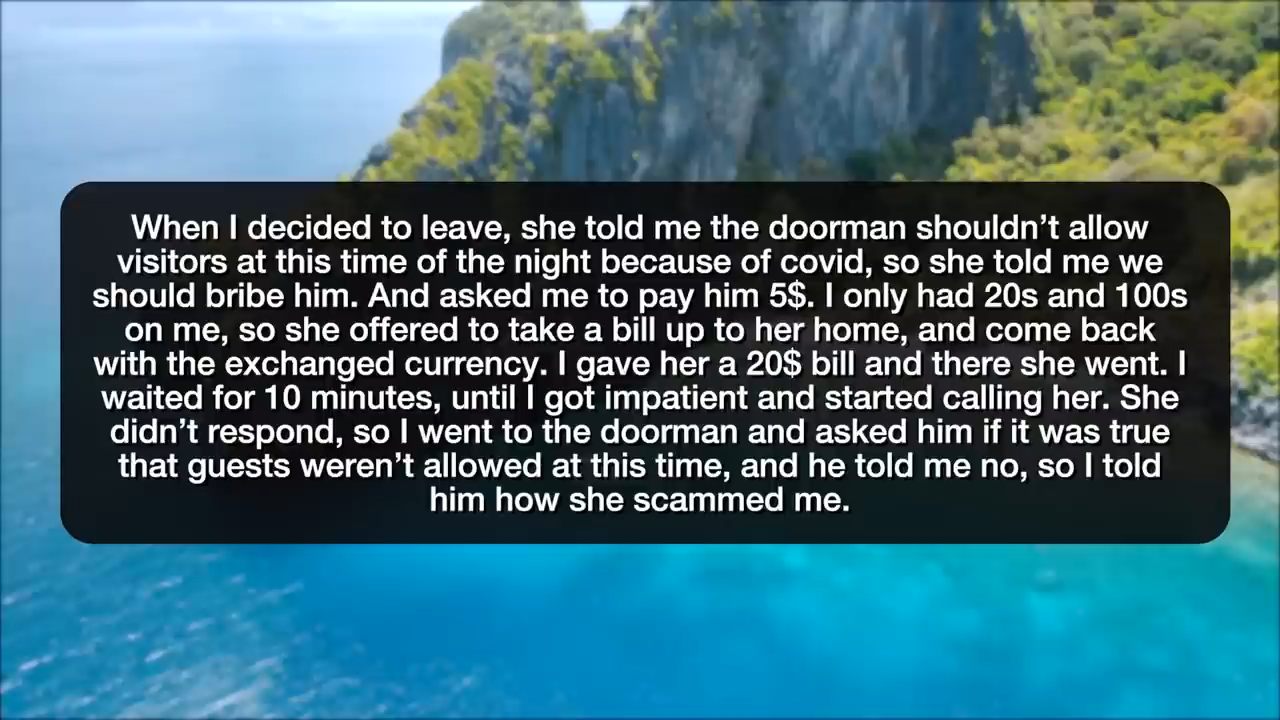 When I decided to leave, she told me the doorman shouldn’t allow
visitors at this time of the night because of covid, so she told me we
should bribe him. And asked me to pay him 5$. I only had 20s and 100s
on me, so she offered to take a bill up to her home, and come back
with the exchanged currency. I gave her a 20$ bill and there she went. I
waited for 10 minutes, until I got impatient and started calling her. She
didn’t respond, so I went to the doorman and asked him if it was true
that guests weren’t allowed at this time, and he told me no, so I told
him how she scammed me.